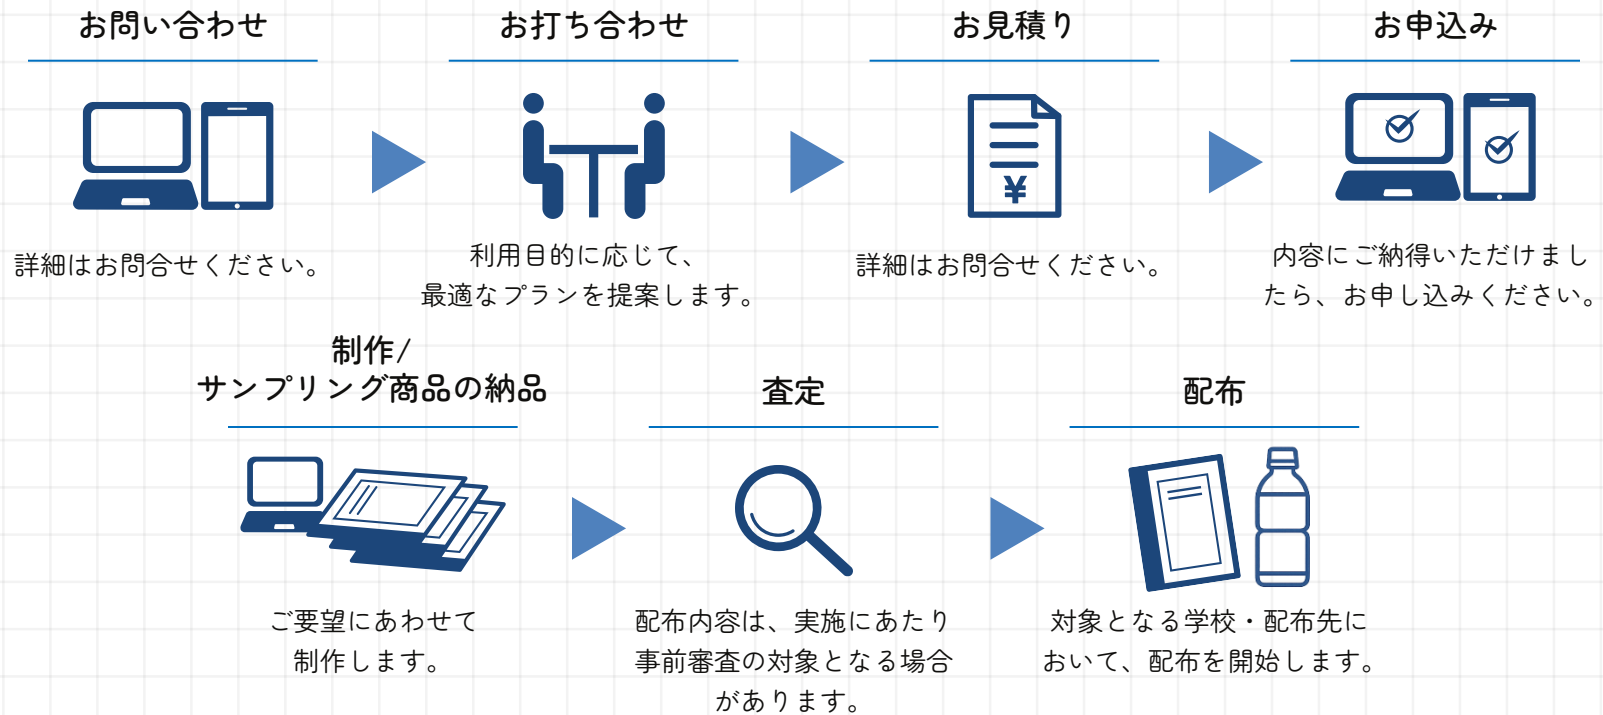 お問い合わせ
お打ち合わせ
お見積り
お申込み
¥
詳細はお問合せください。
利用目的に応じて、
最適なプランを提案します。
詳細はお問合せください。
内容にご納得いただけまし
たら、お申し込みください。
制作/
サンプリング商品の納品
査定
配布
ご要望にあわせて
制作します。
配布内容は、実施にあたり
事前審査の対象となる場合
があります。
対象となる学校・配布先に
おいて、配布を開始します。